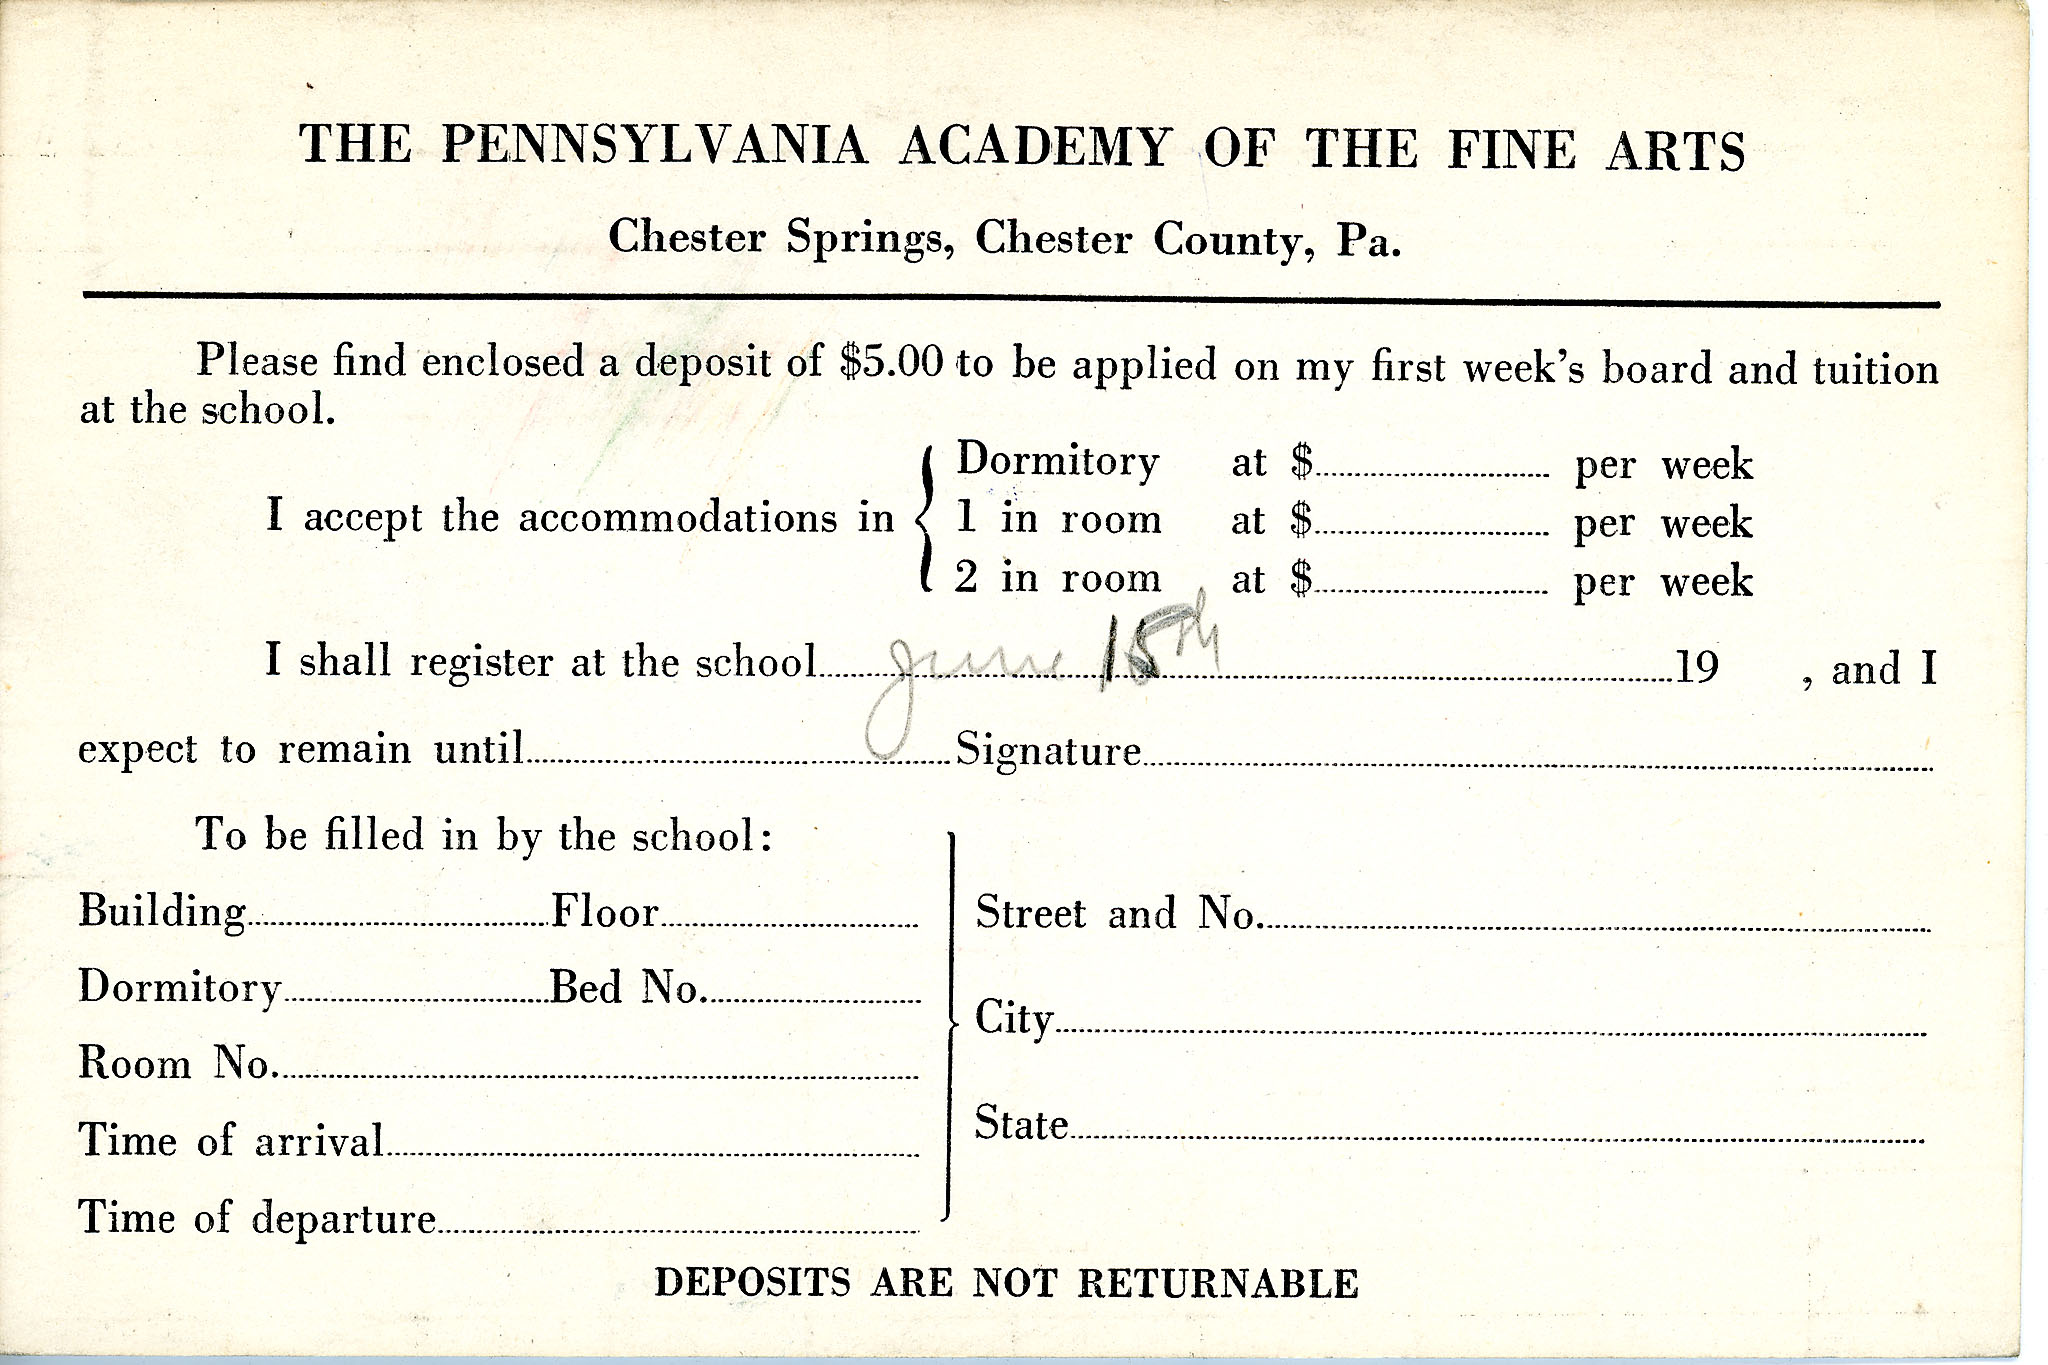 THE PENNSYLVANIA ACADEMY OF THE FINE ARTS
Chester Springs, Chester County, Pa.
Please find enclosed a deposit of $5.00 to be applied on my first week's board and tuition
at the school.
I accept the accommodations in
Dormitory at $ per week
1 in room at $ per week
2 in room at $ per week
I shall register at the school June 15th 19 , and I
expect to remain until Signature
To be filled in by the school:
Building Floor
Dormitory Bed No.
Room No.
Time of arrival
Time of departure
Street and No.
City
State
DEPOSITS ARE NOT RETURNABLE